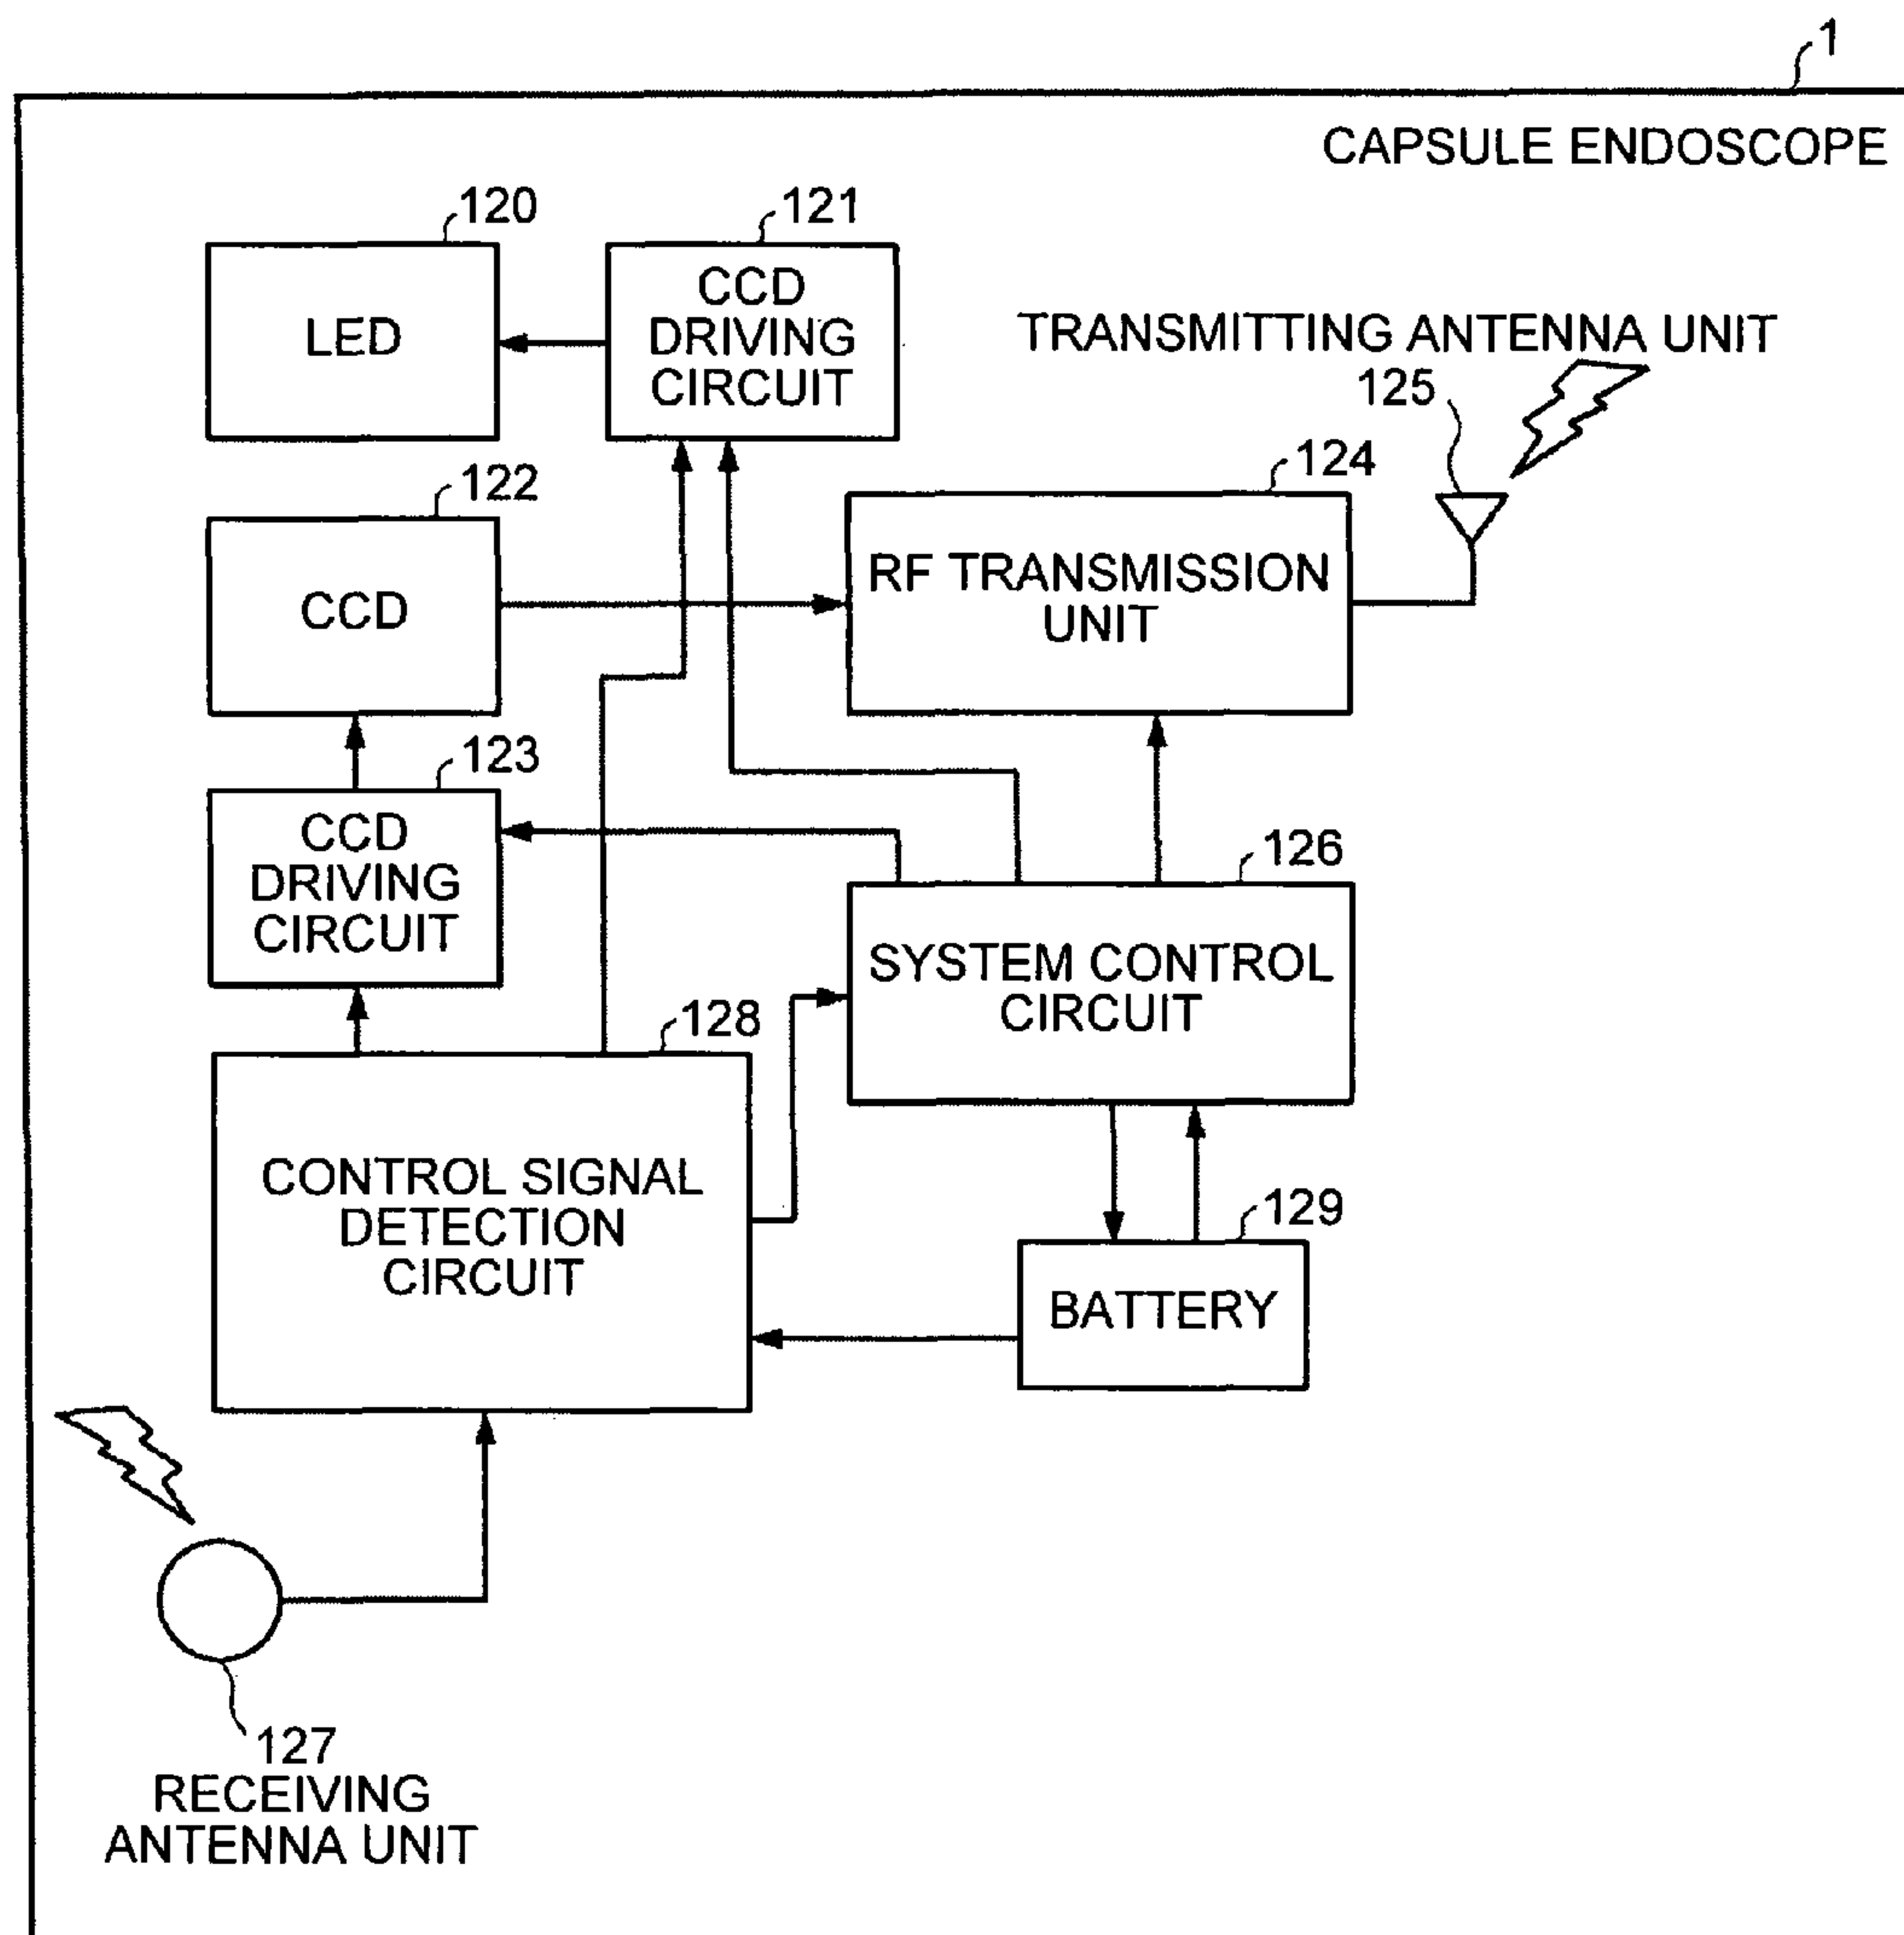 1
CAPSULE ENDOSCOPE
120
LED
121
CCD
DRIVING
CIRCUIT
TRANSMITTING ANTENNA UNIT
125
122
CCD
124
RF TRANSMISSION
UNIT
123
CCD
DRIVING
CIRCUIT
126
SYSTEM CONTROL
CIRCUIT
128
CONTROL SIGNAL
DETECTION
CIRCUIT
129
BATTERY
127
RECEIVING
ANTENNA UNIT